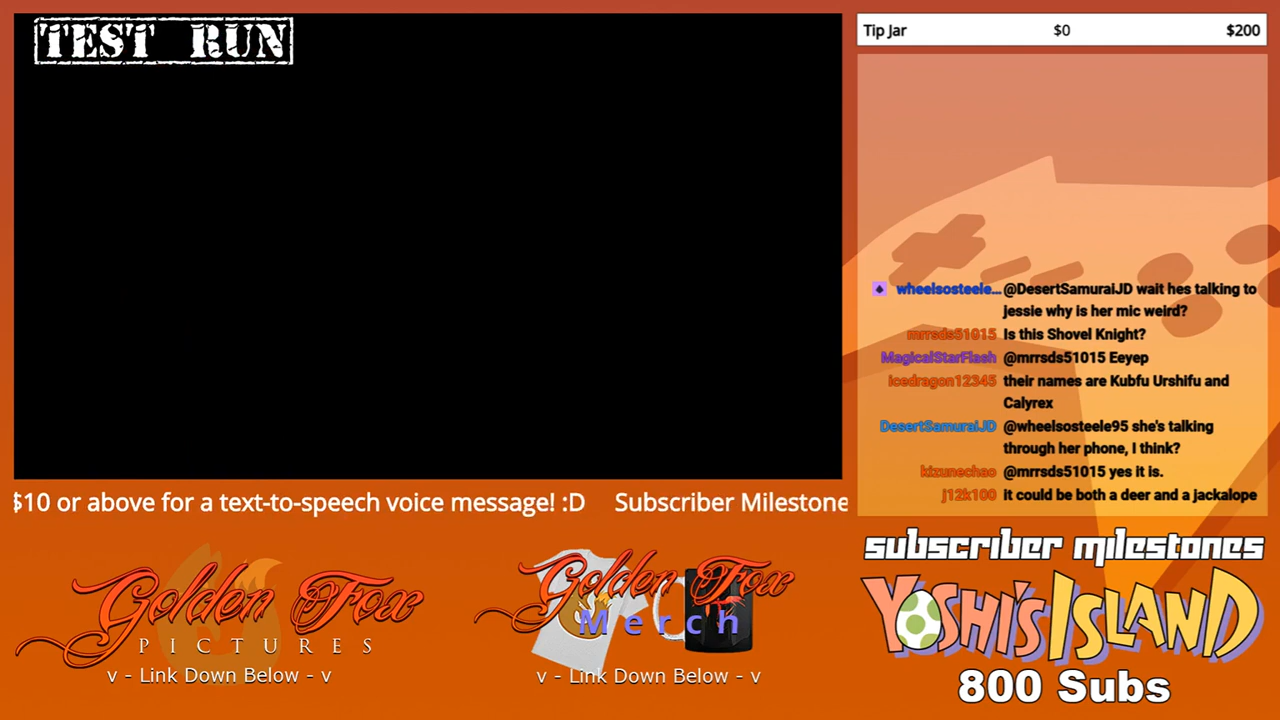 TEST RUN
Tip Jar $0 $200
wheelsosteele... @DesertSamuraiJD wait hes talking to
jessie why is her mic weird?
mrrsds51015 Is this Shovel Knight?
MagicalStarFlash @mrrsds51015 Eeyep
icedragon12345 their names are Kubfu Urshifu and
Calyrex
DesertSamuraiJD @wheelsosteele95 she's talking
through her phone, I think?
kizunechao @mrrsds51015 yes it is.
j12k100 it could be both a deer and a jackalope
$10 or above for a text-to-speech voice message! :D Subscriber Milestone
Golden Fox
PICTURES
v - Link Down Below - v
Golden Fox
Merch
v - Link Down Below - v
subscriber milestones
YOSHI'S ISLAND
800 Subs